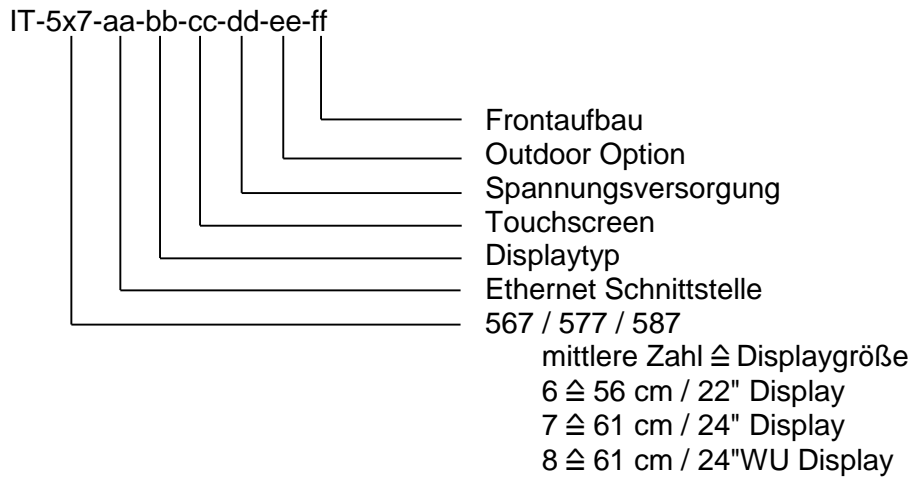 IT-5x7-aa-bb-cc-dd-ee-ff
Frontaufbau
Outdoor Option
Spannungsversorgung
Touchscreen
Displaytyp
Ethernet Schnittstelle
567 / 577 / 587
mittlere Zahl ≙ Displaygröße
6 ≙ 56 cm / 22" Display
7 ≙ 61 cm / 24" Display
8 ≙ 61 cm / 24"WU Display